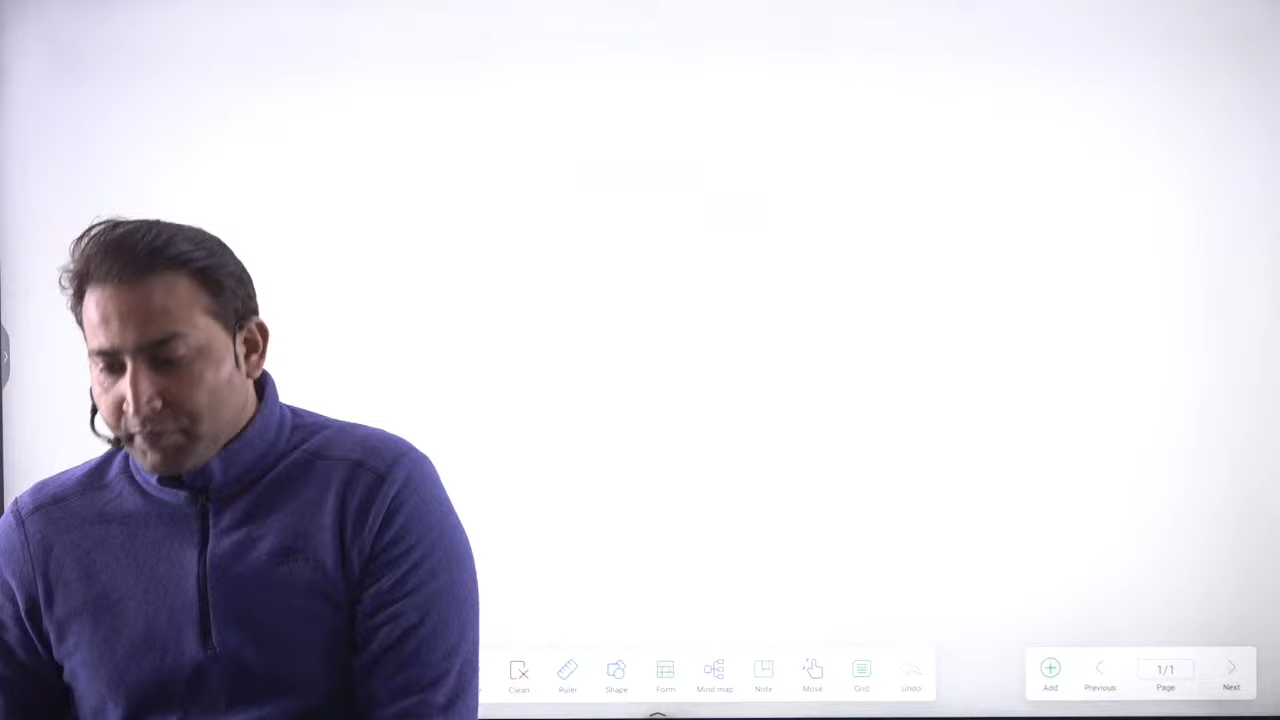 Clean Ruler Shape Form Mind map Note Move Grid Undo
Add Previous 1/1 Page Next